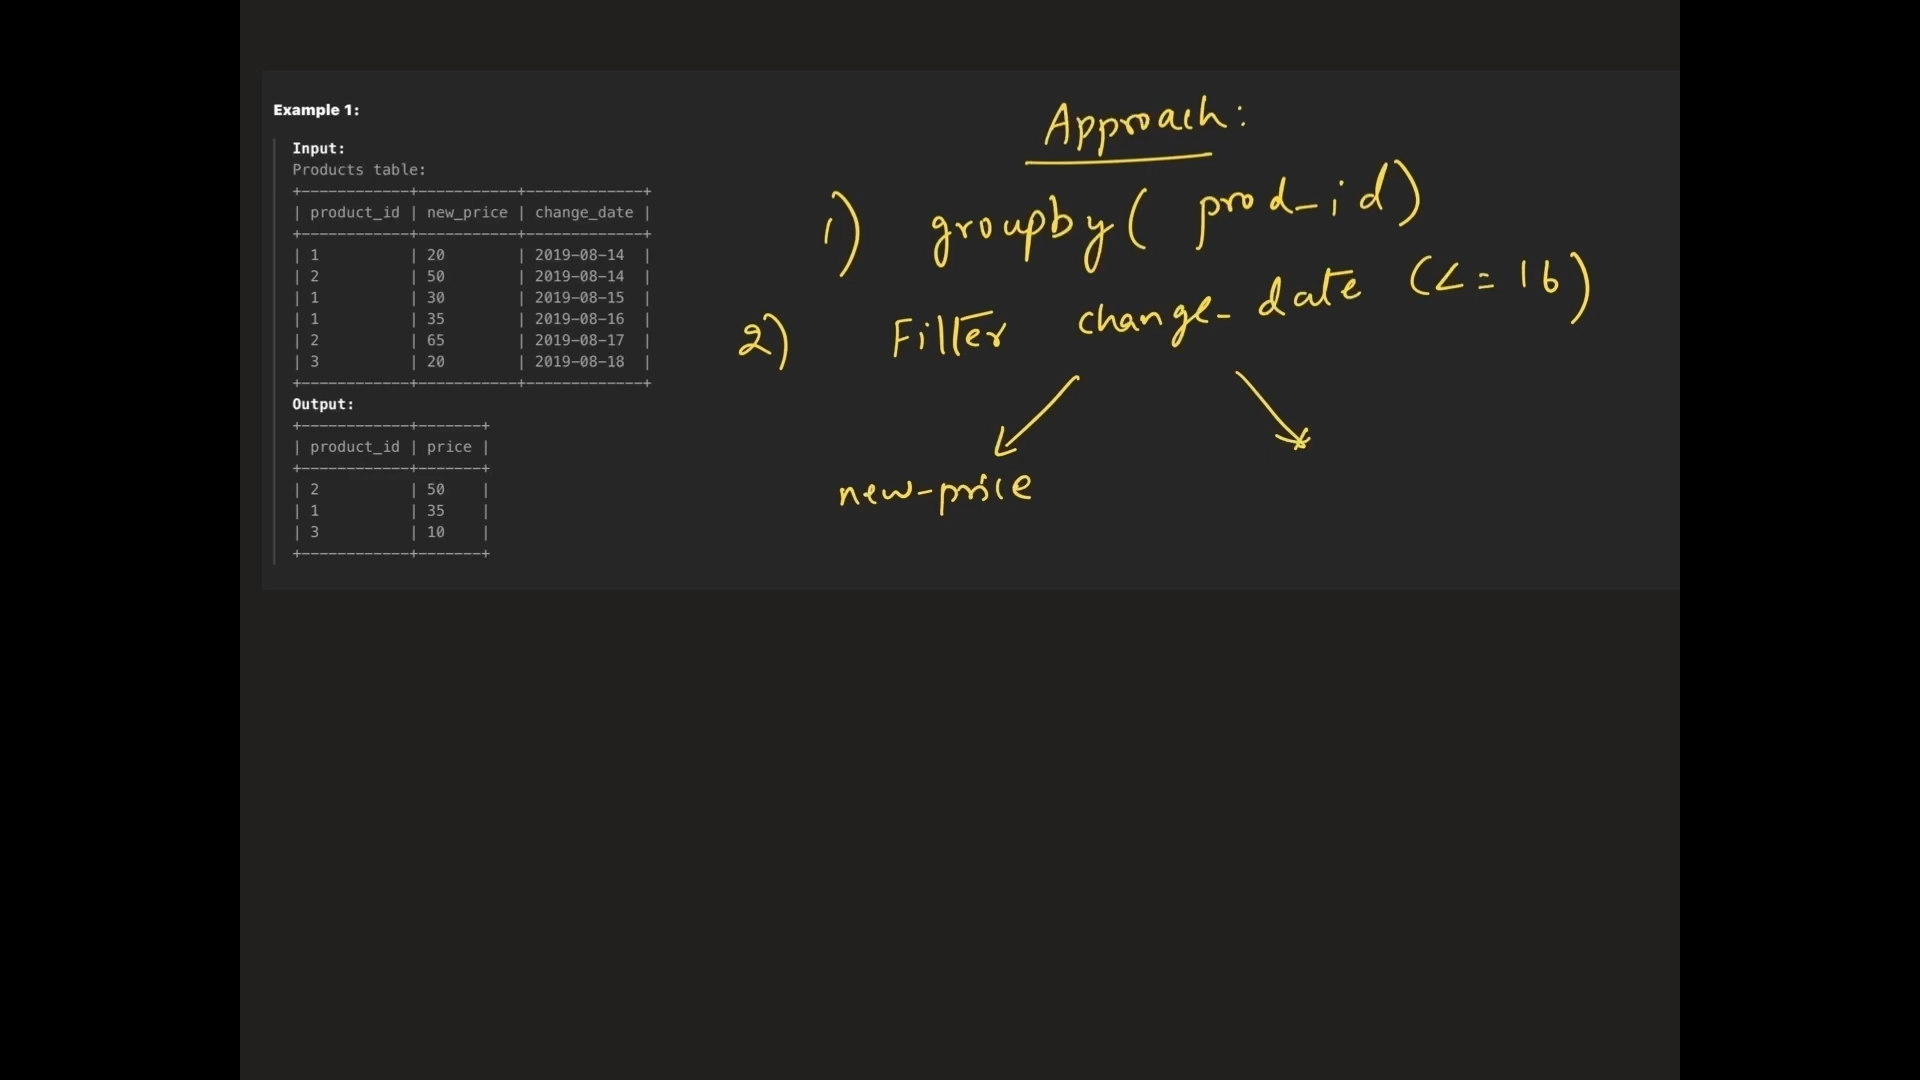 Example 1:
Input:
Products table:
+------------+-----------+-------------+
| product_id | new_price | change_date |
+------------+-----------+-------------+
| 1 | 20 | 2019-08-14 |
| 2 | 50 | 2019-08-14 |
| 1 | 30 | 2019-08-15 |
| 1 | 35 | 2019-08-16 |
| 2 | 65 | 2019-08-17 |
| 3 | 20 | 2019-08-18 |
+------------+-----------+-------------+
Output:
+------------+-------+
| product_id | price |
+------------+-------+
| 2 | 50 |
| 1 | 35 |
| 3 | 10 |
+------------+-------+
Approach:
1) groupby( prod_id)
2) Filter change_date (<= 16)
new-price